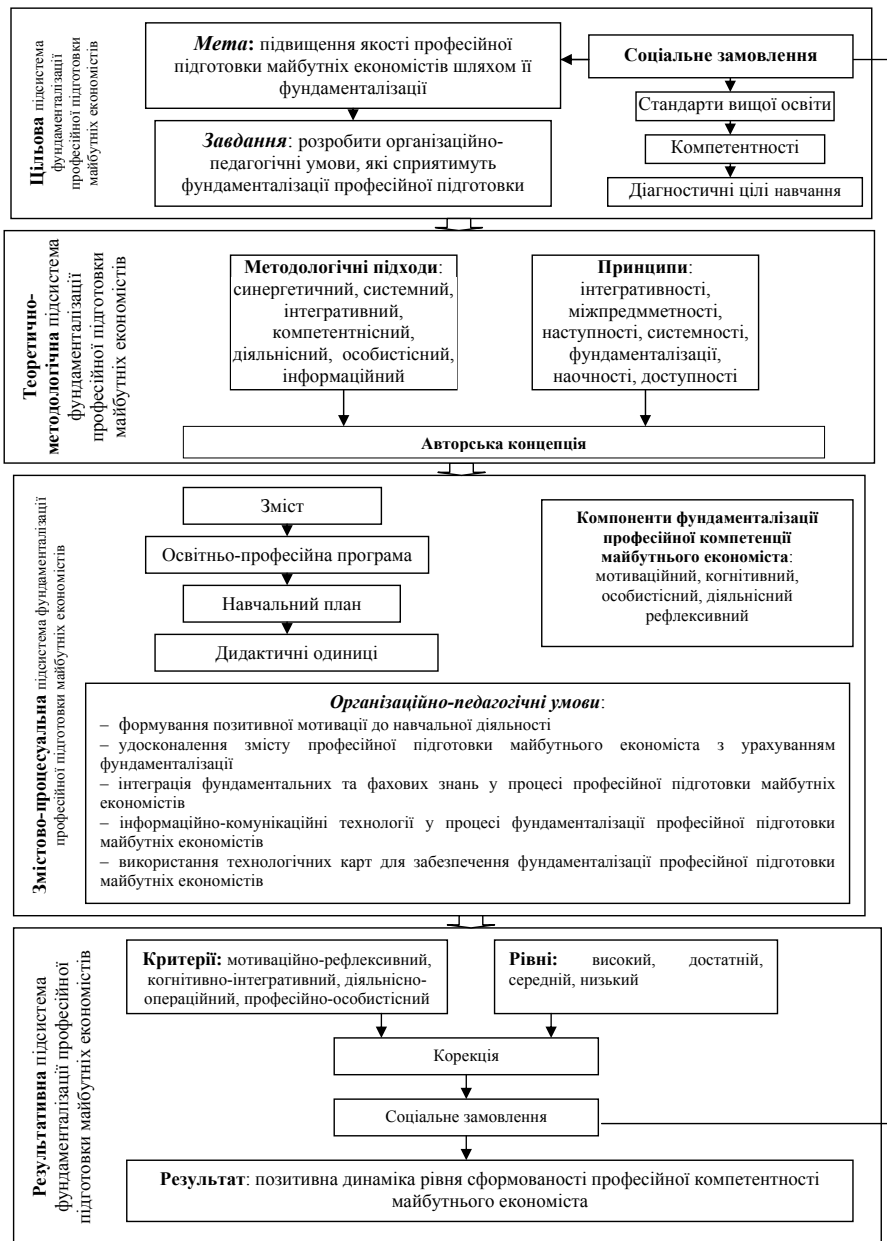 Цільова підсистема
фундаменталізації
професійної підготовки
майбутніх економістів
Мета: підвищення якості професійної
підготовки майбутніх економістів шляхом її
фундаменталізації
Завдання: розробити організаційно-
педагогічні умови, які сприятимуть
фундаменталізації професійної підготовки
Соціальне замовлення
Стандарти вищої освіти
Компетентності
Діагностичні цілі навчання
Теоретично-
методологічна підсистема
фундаменталізації
професійної підготовки
майбутніх економістів
Методологічні підходи:
синергетичний, системний,
інтегративний,
компетентнісний,
діяльнісний, особистісний,
інформаційний
Принципи:
інтегративності,
міжпредмметності,
наступності, системності,
фундаменталізації,
наочності, доступності
Авторська концепція
Змістово-процесуальна підсистема фундаменталізації
професійної підготовки майбутніх економістів
Зміст
Освітньо-професійна програма
Навчальний план
Дидактичні одиниці
Компоненти фундаменталізації
професійної компетенції
майбутнього економіста:
мотиваційний, когнітивний,
особистісний, діяльнісний
рефлексивний
Організаційно-педагогічні умови:
– формування позитивної мотивації до навчальної діяльності
– удосконалення змісту професійної підготовки майбутнього економіста з урахуванням
фундаменталізації
– інтеграція фундаментальних та фахових знань у процесі професійної підготовки майбутніх
економістів
– інформаційно-комунікаційні технології у процесі фундаменталізації професійної підготовки
майбутніх економістів
– використання технологічних карт для забезпечення фундаменталізації професійної підготовки
майбутніх економістів
Результативна підсистема
фундаменталізації професійної
підготовки майбутніх економістів
Критерії: мотиваційно-рефлексивний,
когнітивно-інтегративний, діяльнісно-
операційний, професійно-особистісний
Рівні: високий, достатній,
середній, низький
Корекція
Соціальне замовлення
Результат: позитивна динаміка рівня сформованості професійної компетентності
майбутнього економіста